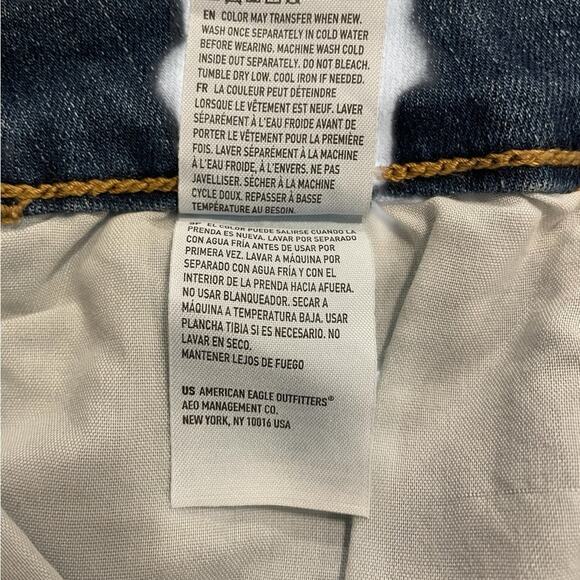 EN COLOR MAY TRANSFER WHEN NEW.
WASH ONCE SEPARATELY IN COLD WATER
BEFORE WEARING. MACHINE WASH COLD
INSIDE OUT SEPARATELY. DO NOT BLEACH.
TUMBLE DRY LOW. COOL IRON IF NEEDED.
FR LA COULEUR PEUT DÉTEINDRE
LORSQUE LE VÊTEMENT EST NEUF. LAVER
SÉPARÉMENT À L'EAU FROIDE AVANT DE
PORTER LE VÊTEMENT POUR LA PREMIÈRE
FOIS. LAVER SÉPARÉMENT À LA MACHINE
À L'EAU FROIDE, À L'ENVERS. NE PAS
JAVELLISER. SÉCHER À LA MACHINE
CYCLE DOUX. REPASSER À BASSE
TEMPÉRATURE AU BESOIN.
SP EL COLOR PUEDE SALIRSE CUANDO LA
PRENDA ES NUEVA. LAVAR POR SEPARADO
CON AGUA FRÍA ANTES DE USAR POR
PRIMERA VEZ. LAVAR A MÁQUINA POR
SEPARADO CON AGUA FRÍA Y CON EL
INTERIOR DE LA PRENDA HACIA AFUERA.
NO USAR BLANQUEADOR. SECAR A
MÁQUINA A TEMPERATURA BAJA. USAR
PLANCHA TIBIA SI ES NECESARIO. NO
LAVAR EN SECO.
MANTENER LEJOS DE FUEGO
US AMERICAN EAGLE OUTFITTERS®
AEO MANAGEMENT CO.
NEW YORK, NY 10016 USA